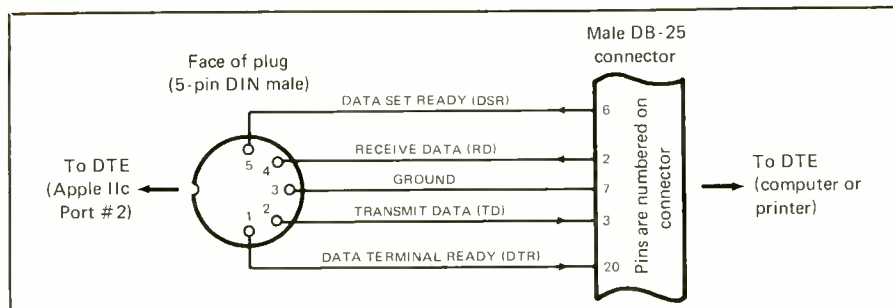 Male DB-25
connector
Face of plug
(5-pin DIN male)
DATA SET READY (DSR)
6
5
RECEIVE DATA (RD)
2
4
To DTE
(Apple IIc
Port #2)
GROUND
3
7
Pins are numbered on
connector
To DTE
(computer or
printer)
TRANSMIT DATA (TD)
2
3
1
DATA TERMINAL READY (DTR)
20